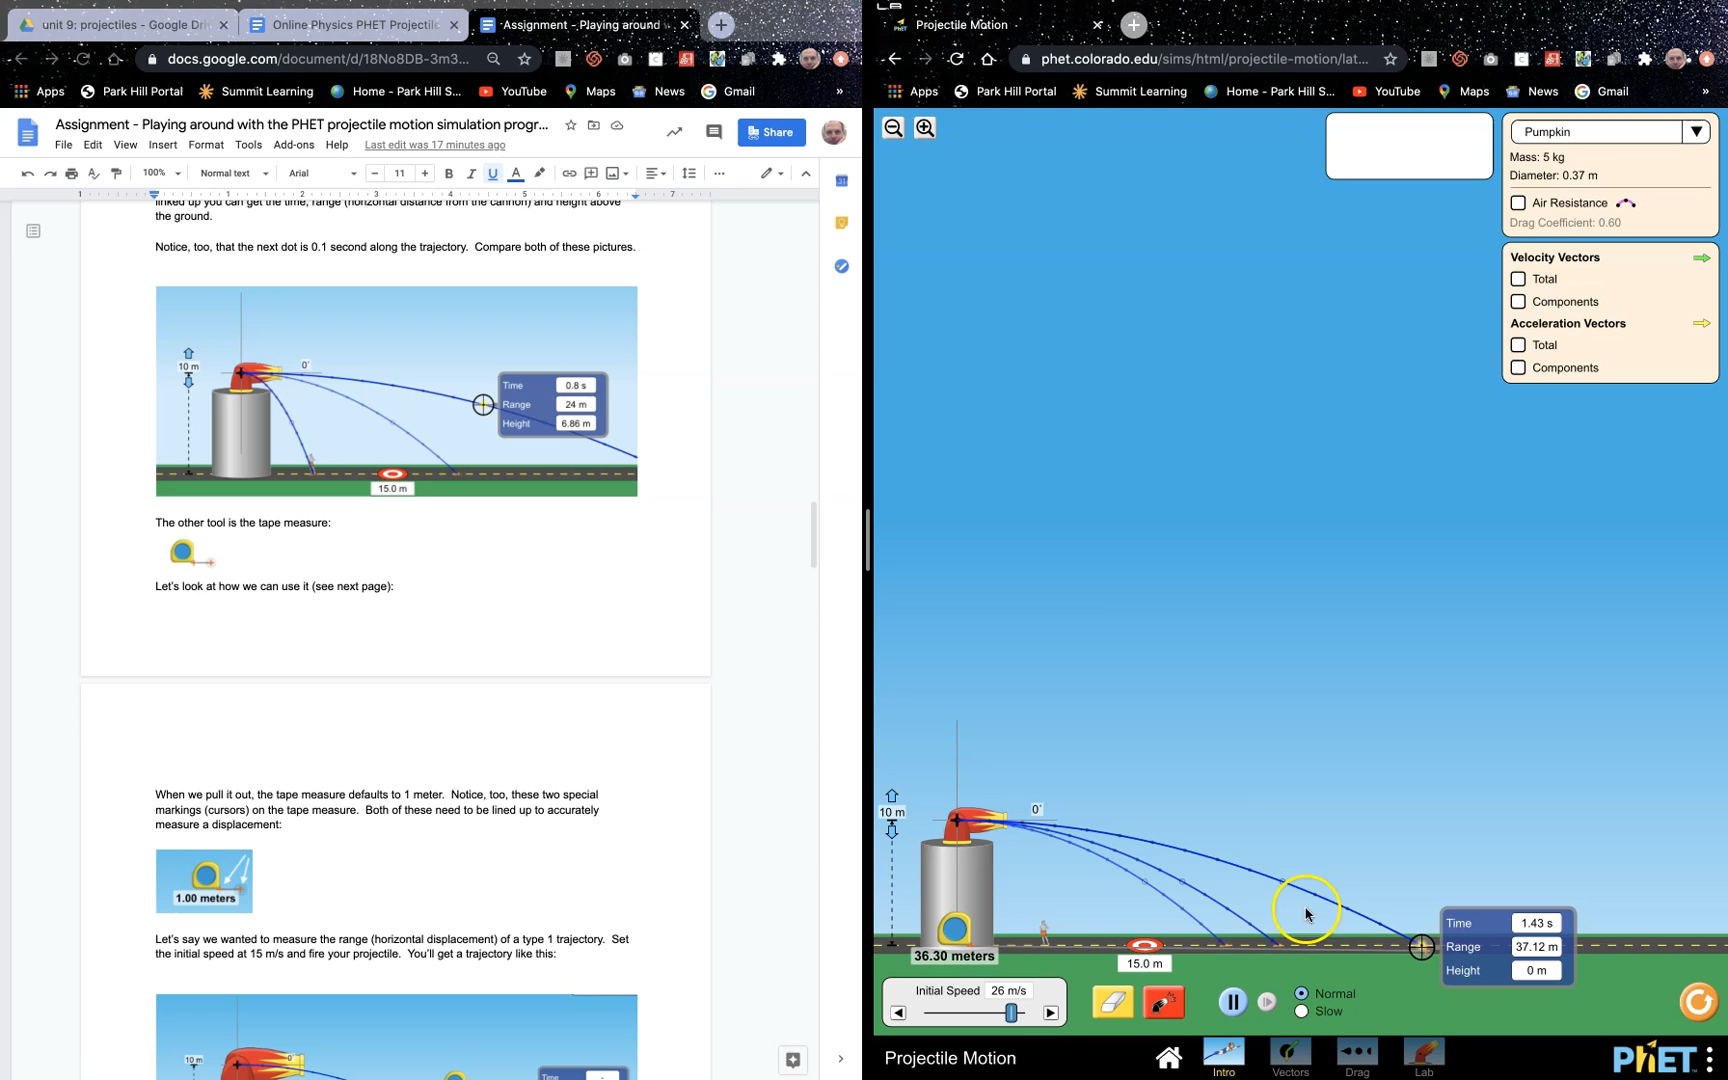 unit 9: projectiles - Google Dri
Online Physics PHET Projectile
Assignment - Playing around
docs.google.com/document/d/18No8DB-3m3...
Apps
Park Hill Portal
Summit Learning
Home - Park Hill S...
YouTube
Maps
News
Gmail
»
Assignment - Playing around with the PHET projectile motion simulation progr...
Share
File Edit View Insert Format Tools Add-ons Help Last edit was 17 minutes ago
100% Normal text Arial 11 B I U A
1 1 2 3 4 5 6 7
linked up you can get the time, range (horizontal distance from the cannon) and height above
the ground.
Notice, too, that the next dot is 0.1 second along the trajectory. Compare both of these pictures.
10 m
0°
Time 0.8 s
Range 24 m
Height 6.86 m
15.0 m
The other tool is the tape measure:
Let's look at how we can use it (see next page):
When we pull it out, the tape measure defaults to 1 meter. Notice, too, these two special
markings (cursors) on the tape measure. Both of these need to be lined up to accurately
measure a displacement:
1.00 meters
Let's say we wanted to measure the range (horizontal displacement) of a type 1 trajectory. Set
the initial speed at 15 m/s and fire your projectile. You'll get a trajectory like this:
10 m
0°
Time -
Projectile Motion
phet.colorado.edu/sims/html/projectile-motion/lat...
Apps
Park Hill Portal
Summit Learning
Home - Park Hill S...
YouTube
Maps
News
Gmail
»
Pumpkin
Mass: 5 kg
Diameter: 0.37 m
Air Resistance
Drag Coefficient: 0.60
Velocity Vectors
Total
Components
Acceleration Vectors
Total
Components
10 m
0°
Time 1.43 s
Range 37.12 m
Height 0 m
36.30 meters
15.0 m
Initial Speed 26 m/s
Normal
Slow
Projectile Motion
Intro
Vectors
Drag
Lab
PhET